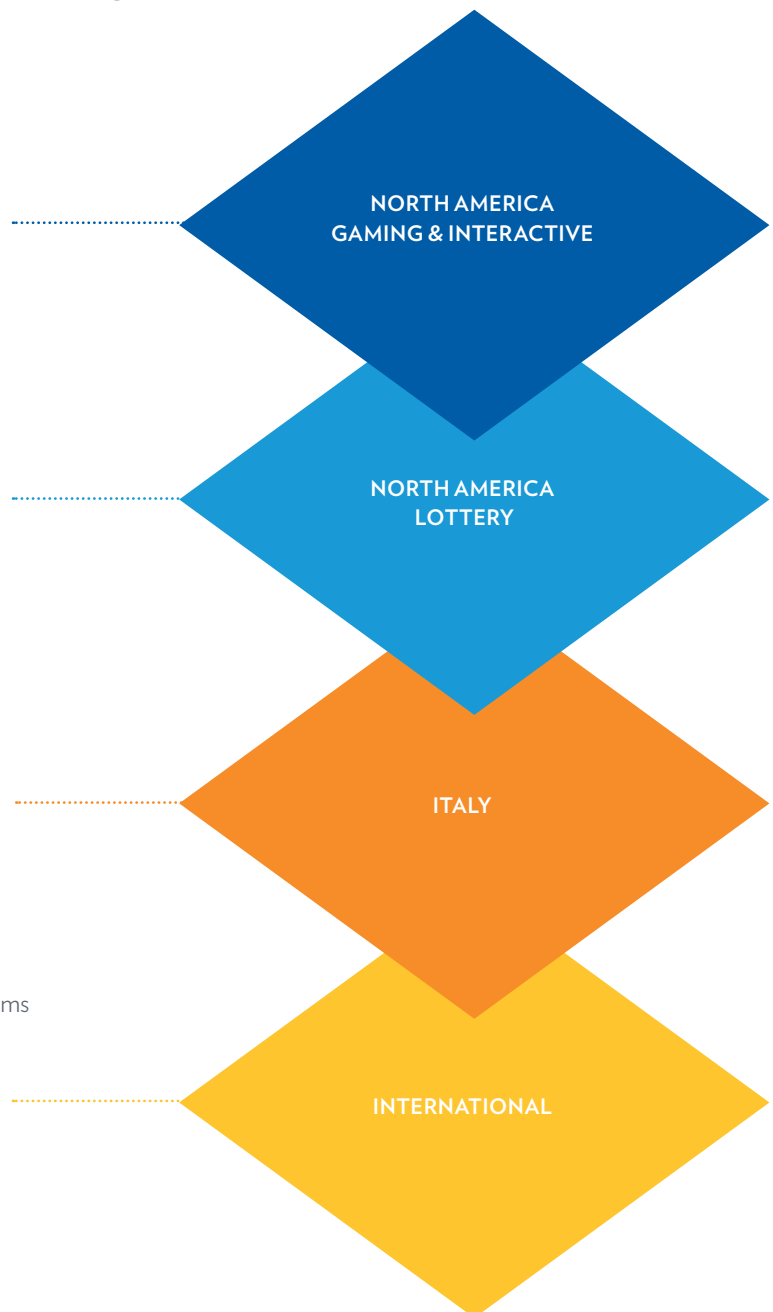 NORTH AMERICA
GAMING & INTERACTIVE
NORTH AMERICA
LOTTERY
ITALY
ms
INTERNATIONAL